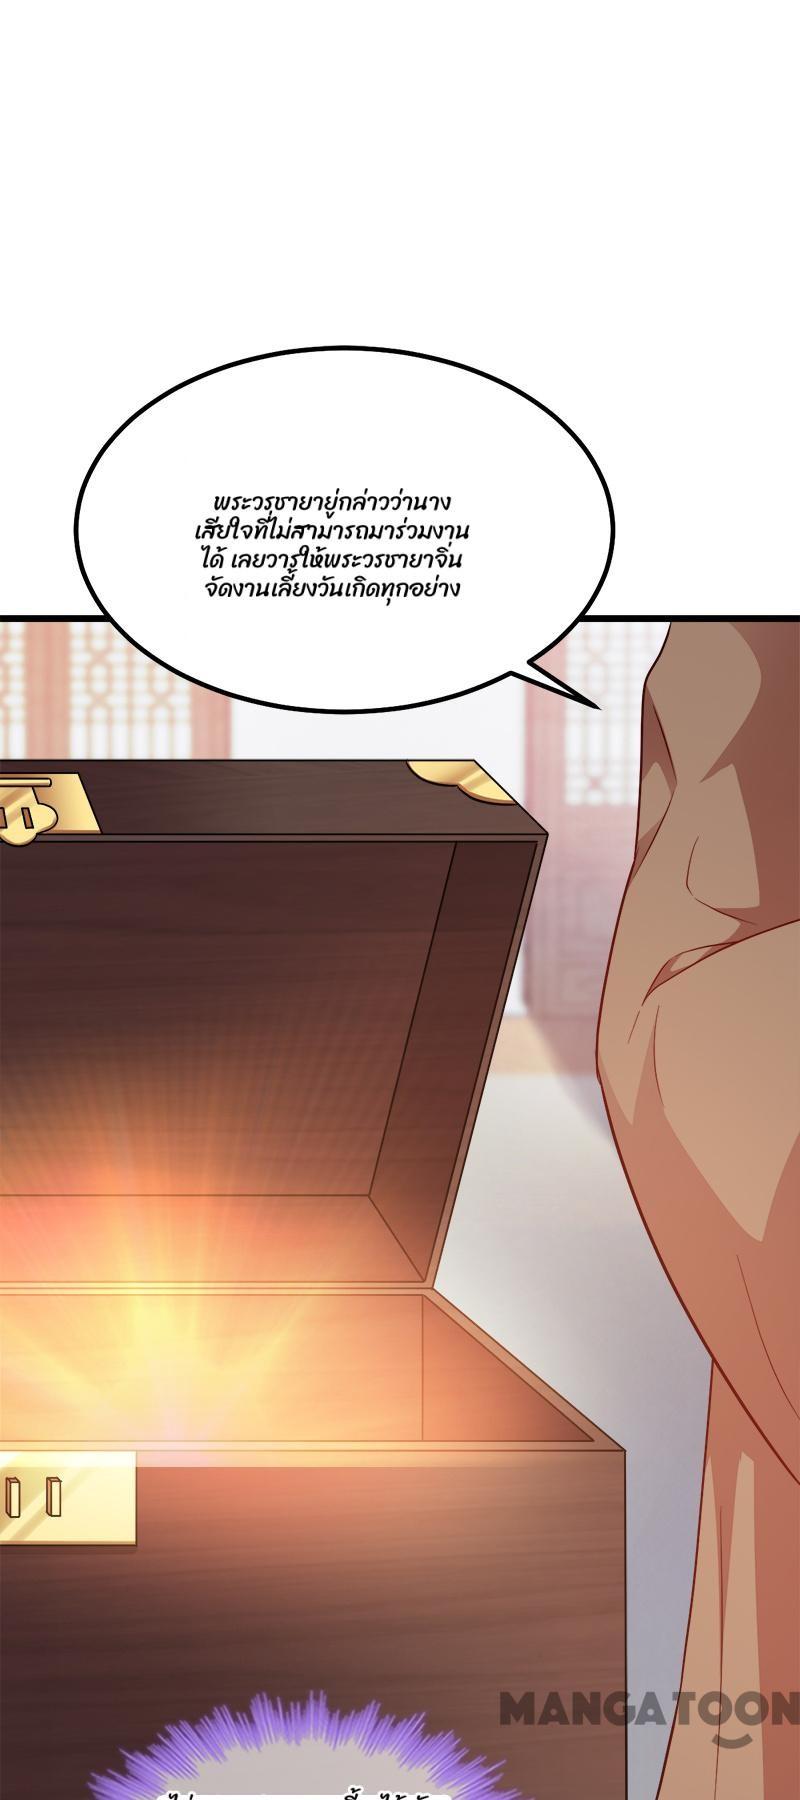 พระวรชายายู่กล่าวว่านาง
เสียใจที่ไม่สามารถมาร่วมงาน
ได้ เลยวานให้พระวรชายาจิ่น
จัดงานเลี้ยงวันเกิดทุกอย่าง
MANGATOON